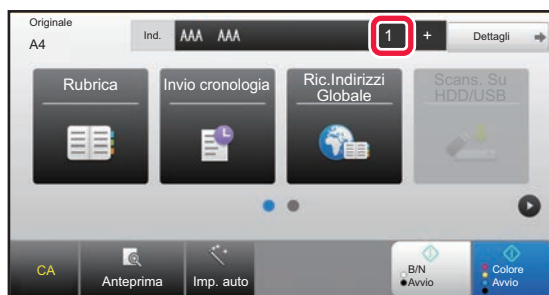 Originale
A4
Ind.
AAA AAA
1
+
Dettagli
Rubrica
Invio cronologia
Ric.Indirizzi
Globale
Scans. Su
HDD/USB
CA
Anteprima
Imp. auto
B/N
Avvio
Colore
Avvio